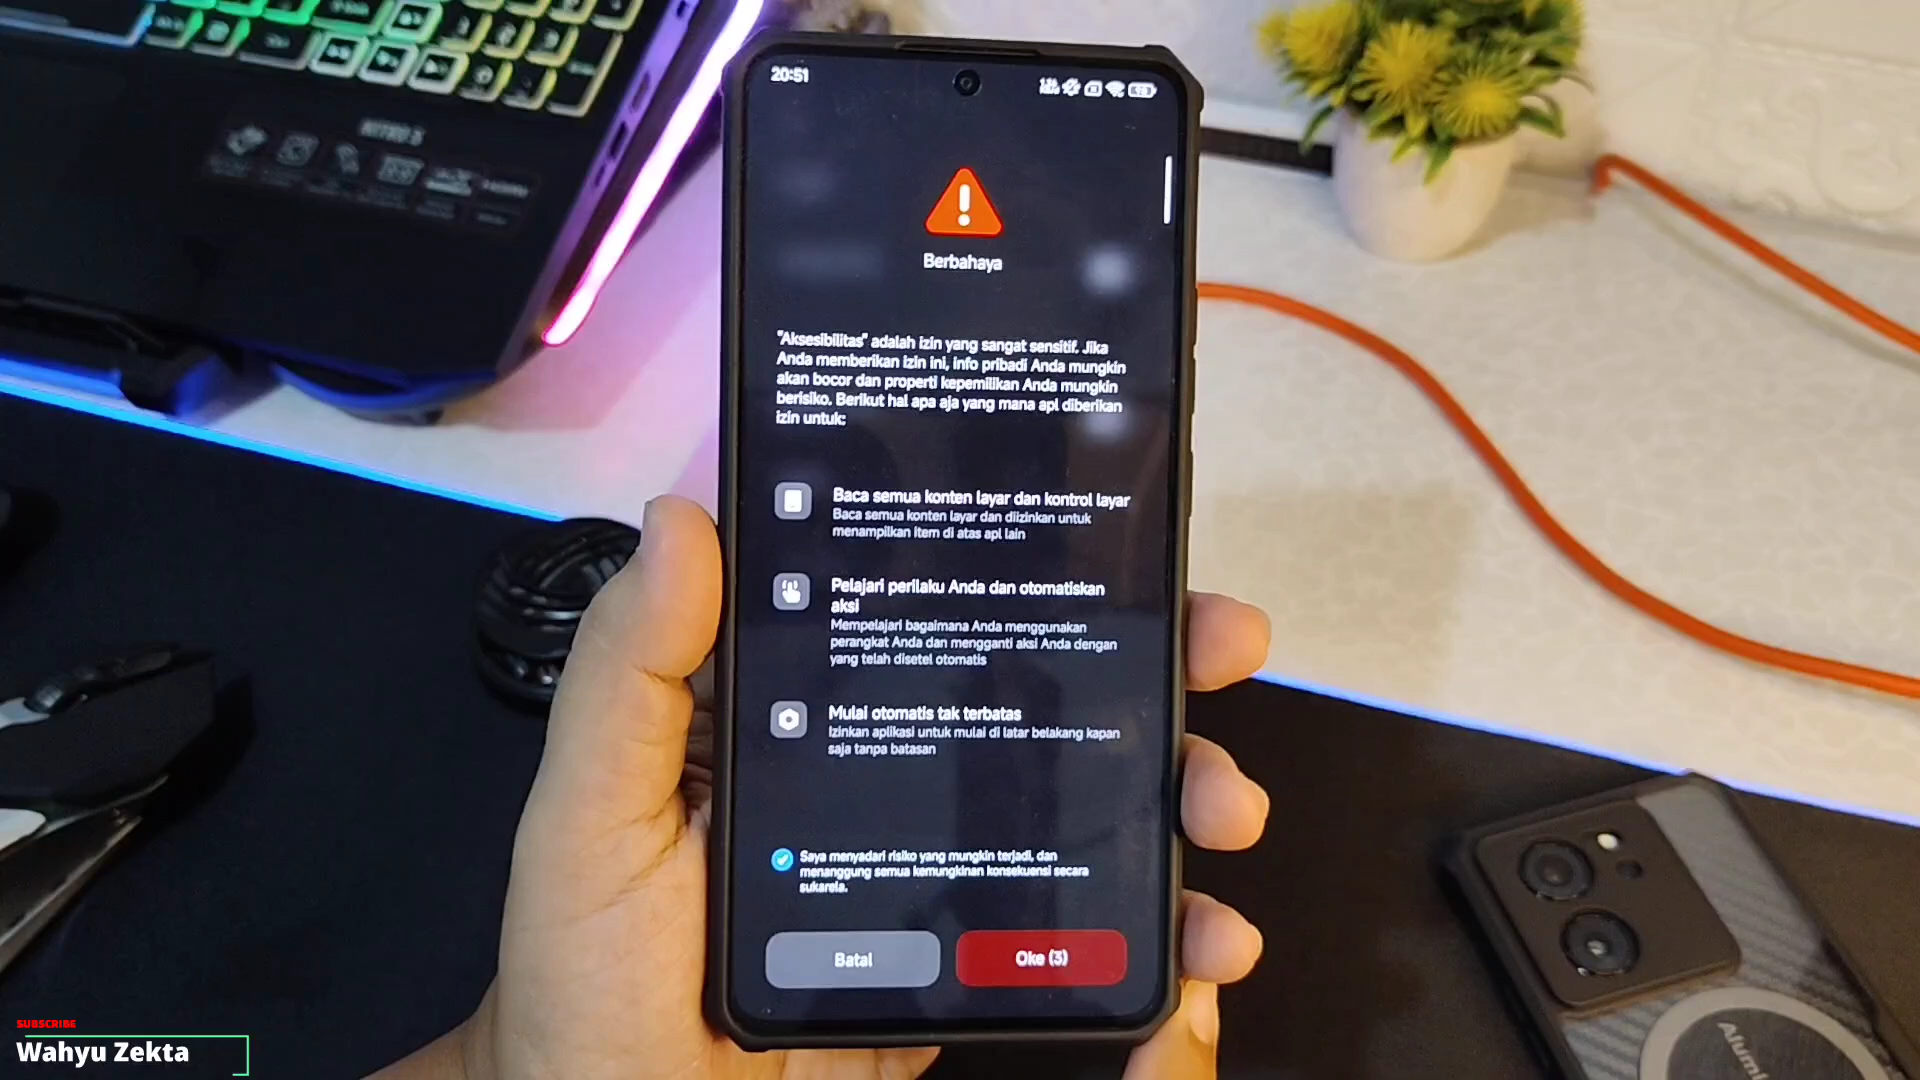 NITRO 5
20:51
Berbahaya
"Aksesibilitas" adalah izin yang sangat sensitif. Jika
Anda memberikan izin ini, info pribadi Anda mungkin
akan bocor dan properti kepemilikan Anda mungkin
berisiko. Berikut hal apa aja yang mana apl diberikan
izin untuk:
Baca semua konten layar dan kontrol layar
Baca semua konten layar dan diizinkan untuk
menampilkan item di atas apl lain
Pelajari perilaku Anda dan otomatiskan
aksi
Mempelajari bagaimana Anda menggunakan
perangkat Anda dan mengganti aksi Anda dengan
yang telah disetel otomatis
Mulai otomatis tak terbatas
Izinkan aplikasi untuk mulai di latar belakang kapan
saja tanpa batasan
Saya menyadari risiko yang mungkin terjadi, dan
menanggung semua kemungkinan konsekuensi secara
sukarela.
Batal
Oke (3)
SUBSCRIBE
Wahyu Zekta